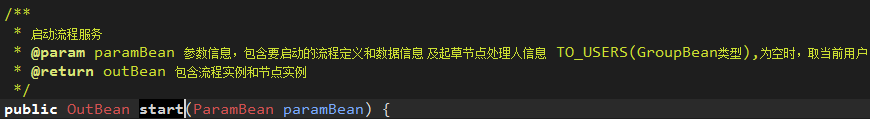 /**
 * 启动流程服务
 * @param paramBean 参数信息，包含要启动的流程定义和数据信息 及起草节点处理人信息 TO_USERS(GroupBean类型),为空时，取当前用户
 * @return outBean 包含流程实例和节点实例
 */
public OutBean start(ParamBean paramBean) {